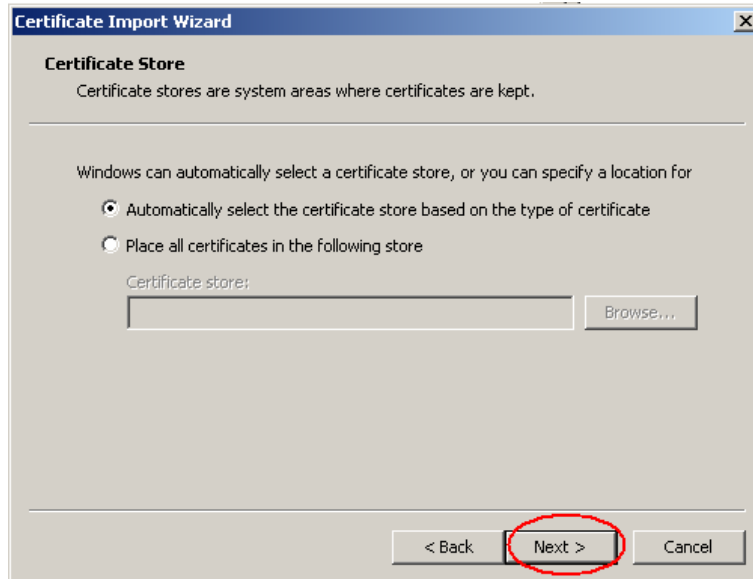 Certificate Import Wizard
Certificate Store
Certificate stores are system areas where certificates are kept.
Windows can automatically select a certificate store, or you can specify a location for
Automatically select the certificate store based on the type of certificate
Place all certificates in the following store
Certificate store:
Browse...
< Back Next > Cancel